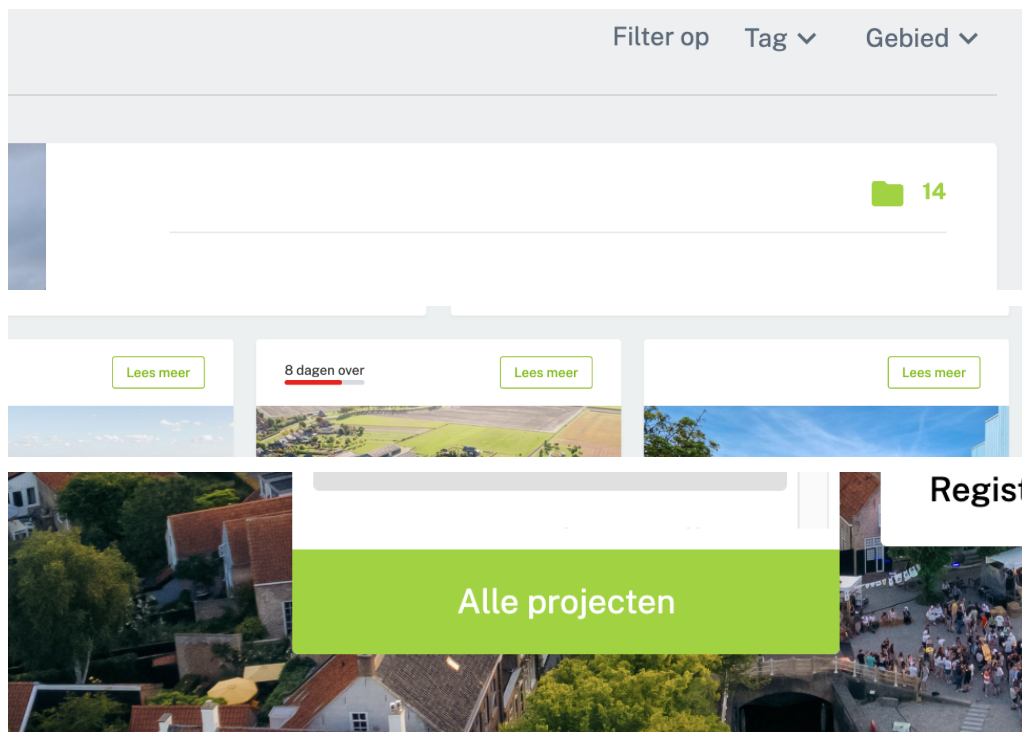 Filter op Tag Gebied
14
Lees meer 8 dagen over Lees meer Lees meer
Regist
Alle projecten